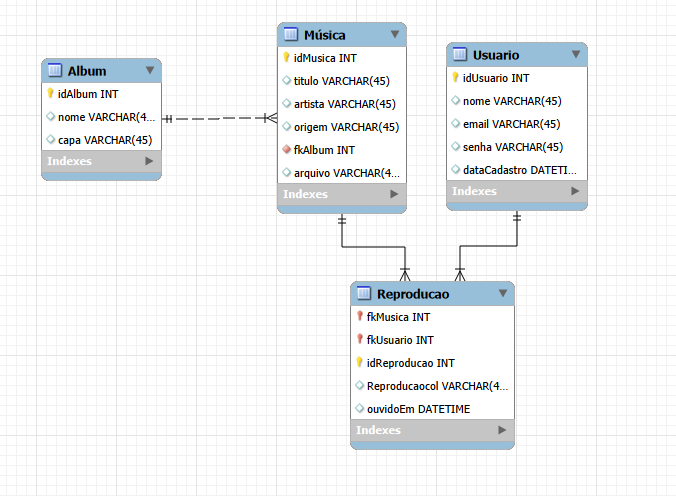 Album
idAlbum INT
nome VARCHAR(4...
capa VARCHAR(45)
Indexes
Música
idMusica INT
titulo VARCHAR(45)
artista VARCHAR(45)
origem VARCHAR(45)
fkAlbum INT
arquivo VARCHAR(4...
Indexes
Usuario
idUsuario INT
nome VARCHAR(45)
email VARCHAR(45)
senha VARCHAR(45)
dataCadastro DATETI...
Indexes
Reproducao
fkMusica INT
fkUsuario INT
idReproducao INT
Reproducaocol VARCHAR(4...
ouvidoEm DATETIME
Indexes